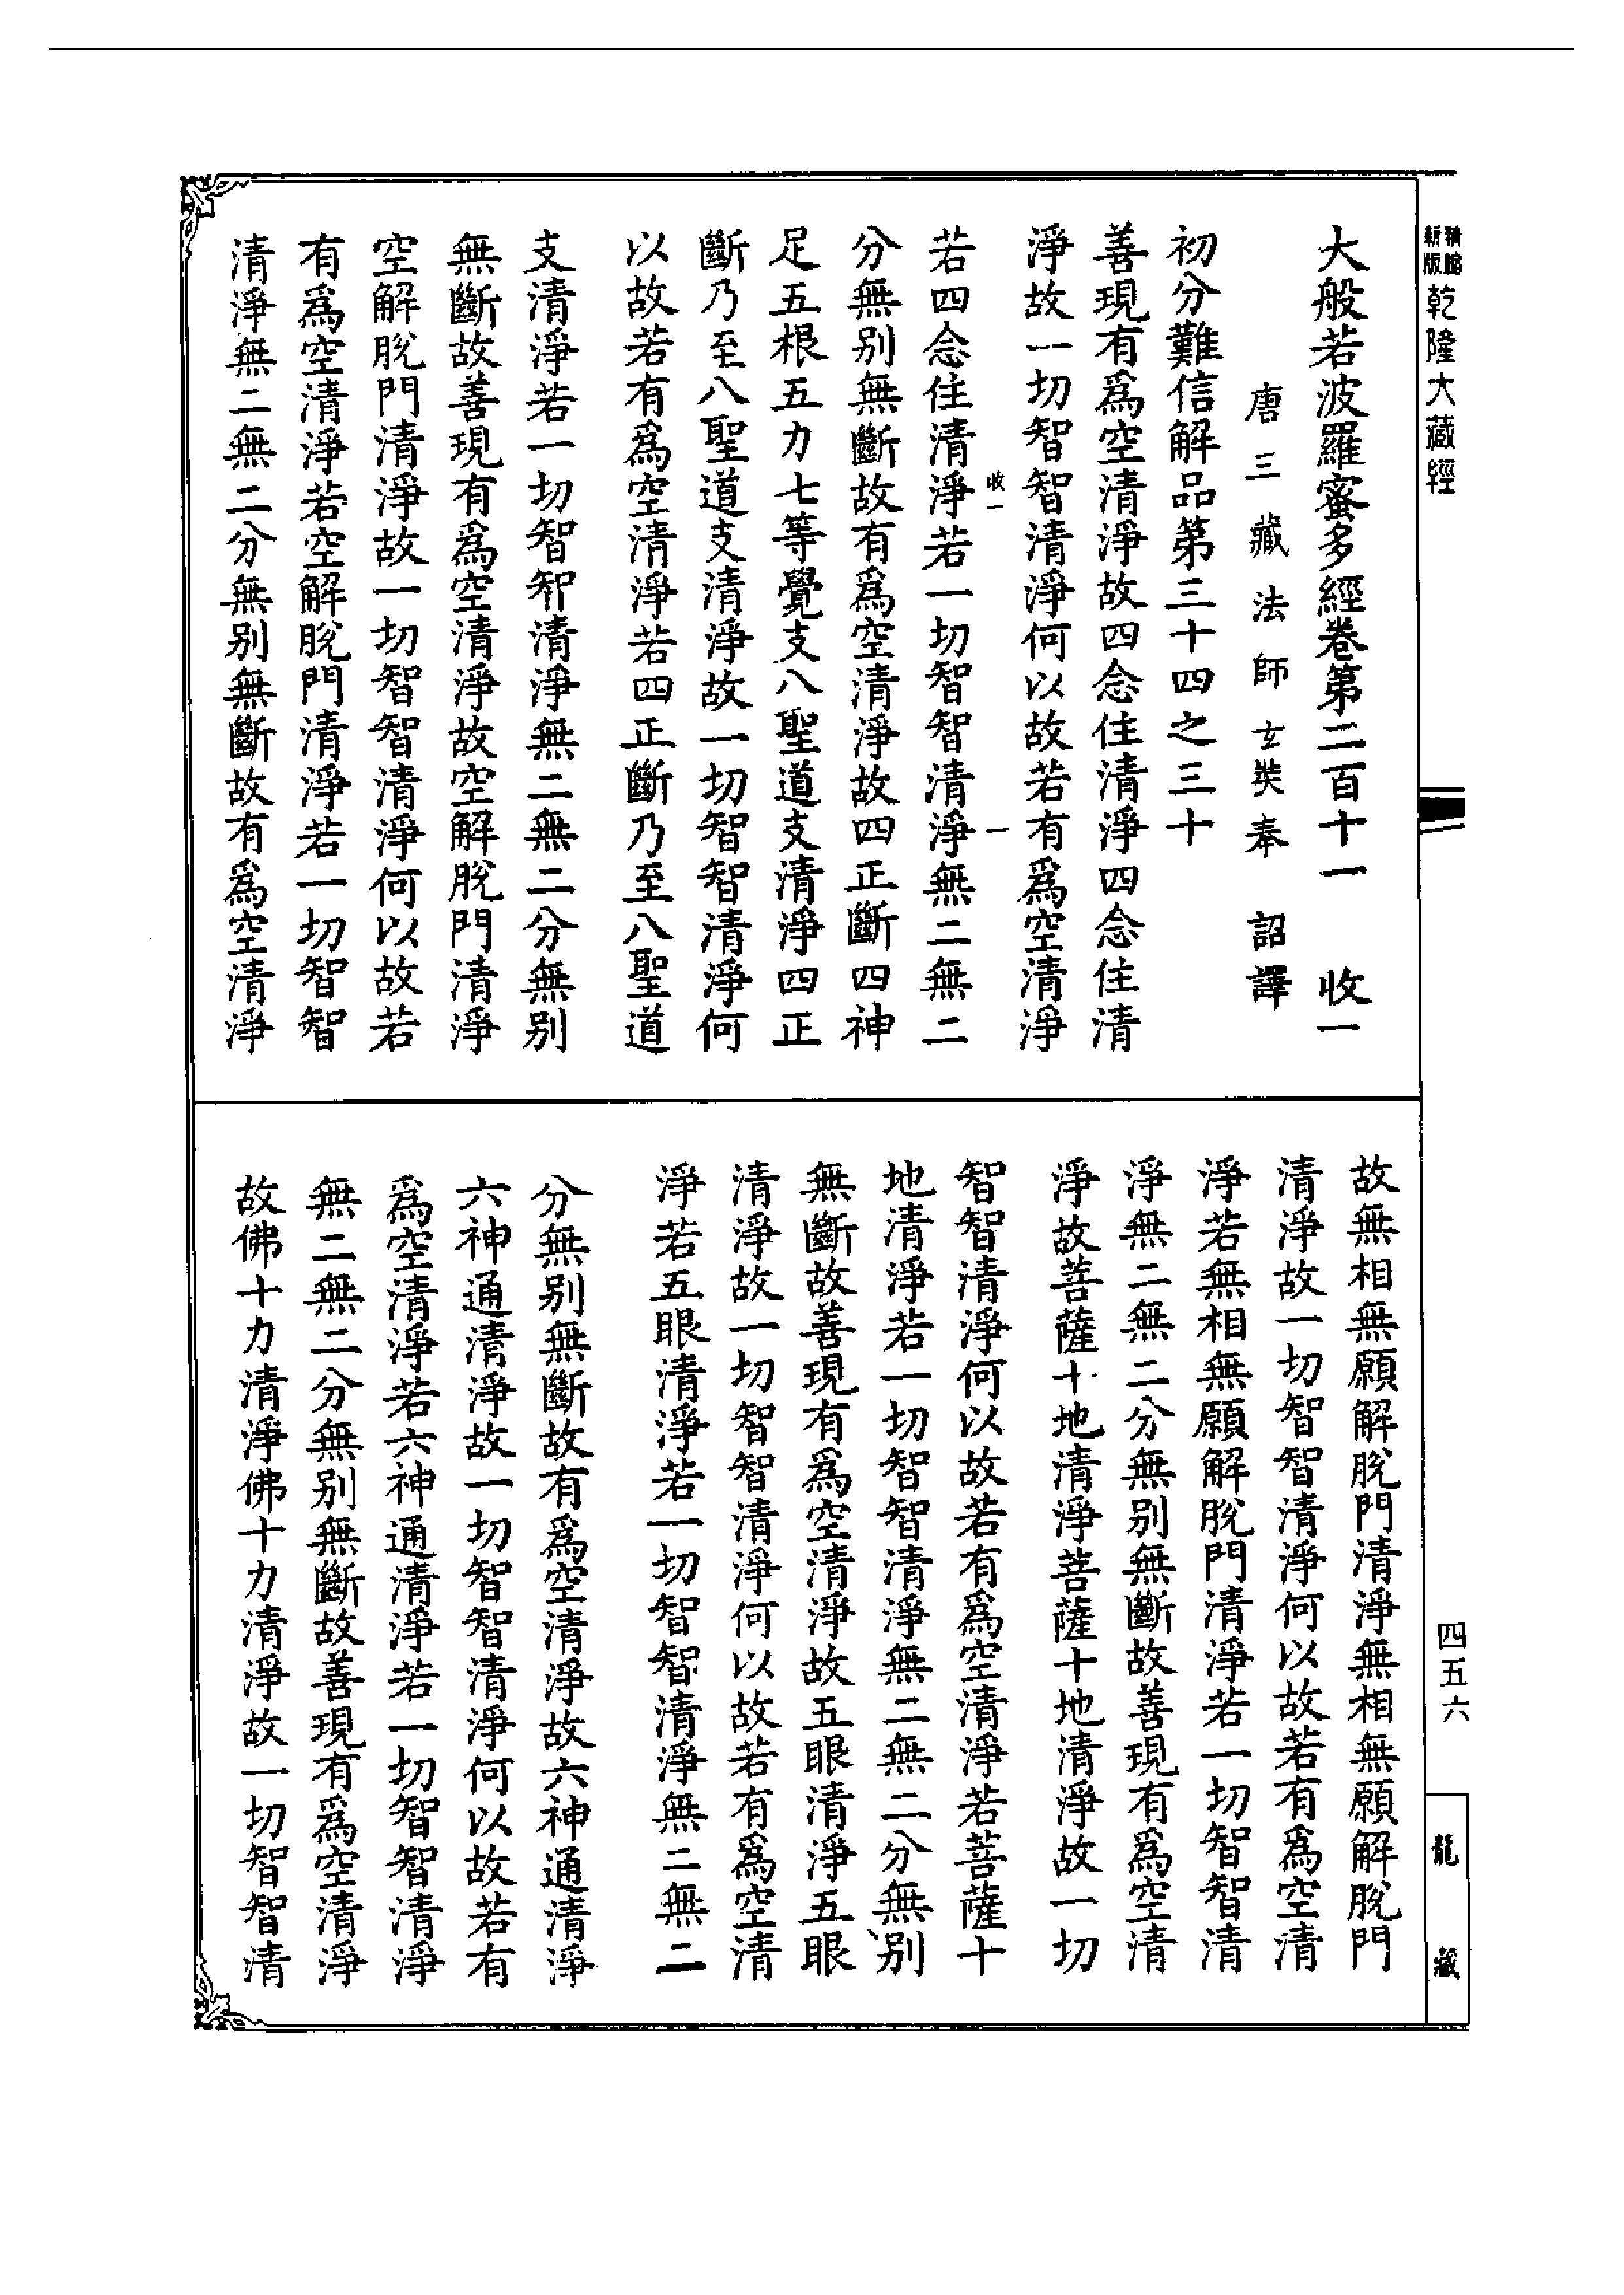 精縮新版乾隆大藏經
大般若波羅蜜多經卷第二百十一　收一
唐三藏法師玄奘奉　詔譯
初分難信解品第三十四之三十
善現有爲空清淨故四念住清淨四念住清
淨故一切智智清淨何以故若有爲空清淨
收一　一
若四念住清淨若一切智智清淨無二無二
分無別無斷故有爲空清淨故四正斷四神
足五根五力七等覺支八聖道支清淨四正
斷乃至八聖道支清淨故一切智智清淨何
以故若有爲空清淨若四正斷乃至八聖道
支清淨若一切智智清淨無二無二分無別
無斷故善現有爲空清淨故空解脫門清淨
空解脫門清淨故一切智智清淨何以故若
有爲空清淨若空解脫門清淨若一切智智
清淨無二無二分無別無斷故有爲空清淨
故無相無願解脫門清淨無相無願解脫門
清淨故一切智智清淨何以故若有爲空清
淨若無相無願解脫門清淨若一切智智清
淨無二無二分無別無斷故善現有爲空清
淨故菩薩十地清淨菩薩十地清淨故一切
智智清淨何以故若有爲空清淨若菩薩十
地清淨若一切智智清淨無二無二分無別
無斷故善現有爲空清淨故五眼清淨五眼
清淨故一切智智清淨何以故若有爲空清
淨若五眼清淨若一切智智清淨無二無二
分無別無斷故有爲空清淨故六神通清淨
六神通清淨故一切智智清淨何以故若有
爲空清淨若六神通清淨若一切智智清淨
無二無二分無別無斷故善現有爲空清淨
故佛十力清淨佛十力清淨故一切智智清
四五六
龍藏